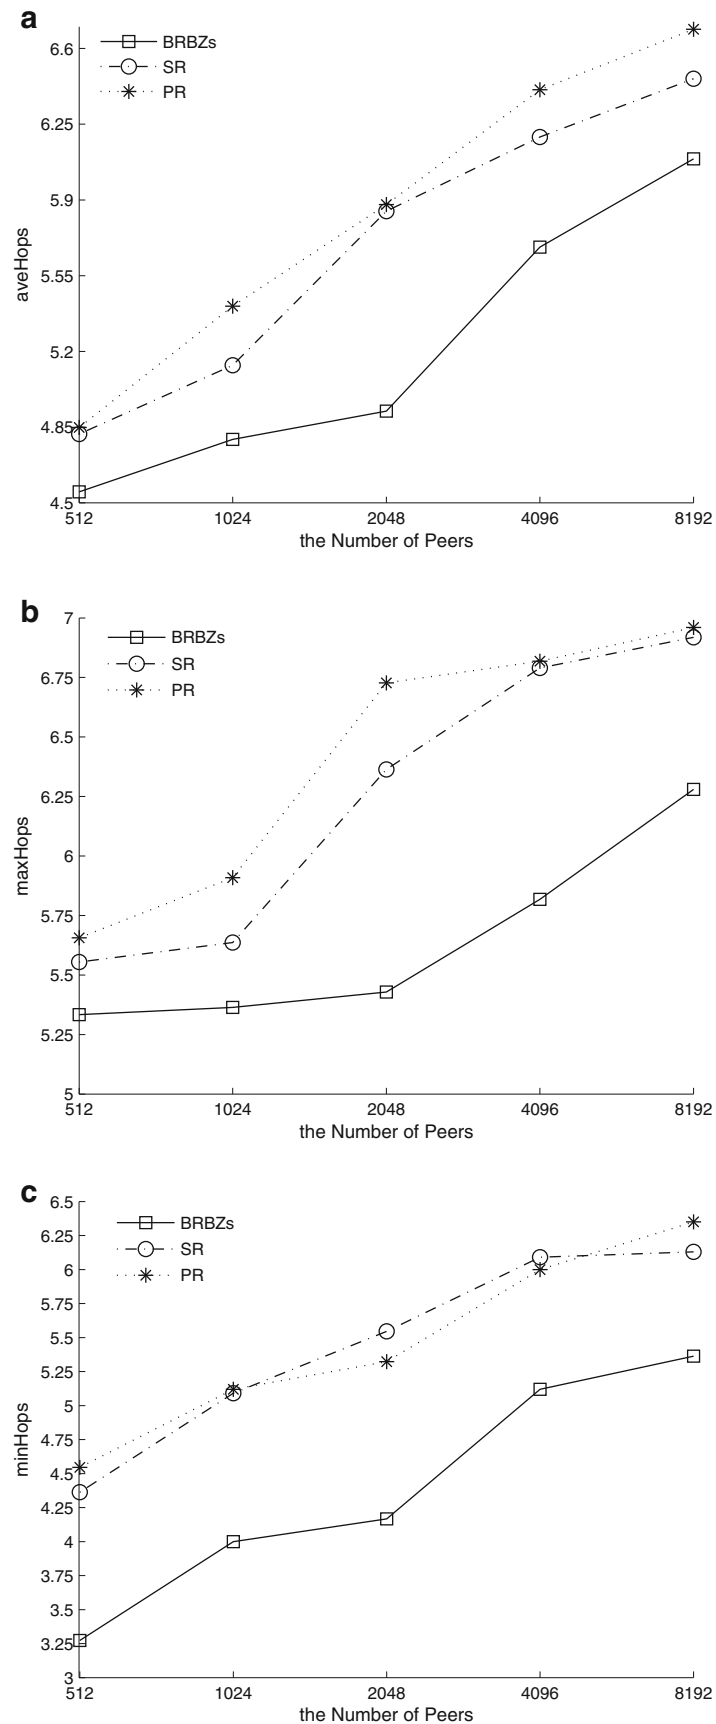 a
BRBZs
SR
PR
6.6
6.25
5.9
5.55
5.2
4.85
4.5
aveHops
512 1024 2048 4096 8192
the Number of Peers
b
BRBZs
SR
PR
7
6.75
6.5
6.25
6
5.75
5.5
5.25
5
maxHops
512 1024 2048 4096 8192
the Number of Peers
c
BRBZs
SR
PR
6.5
6.25
6
5.75
5.5
5.25
5
4.75
4.5
4.25
4
3.75
3.5
3.25
3
minHops
512 1024 2048 4096 8192
the Number of Peers